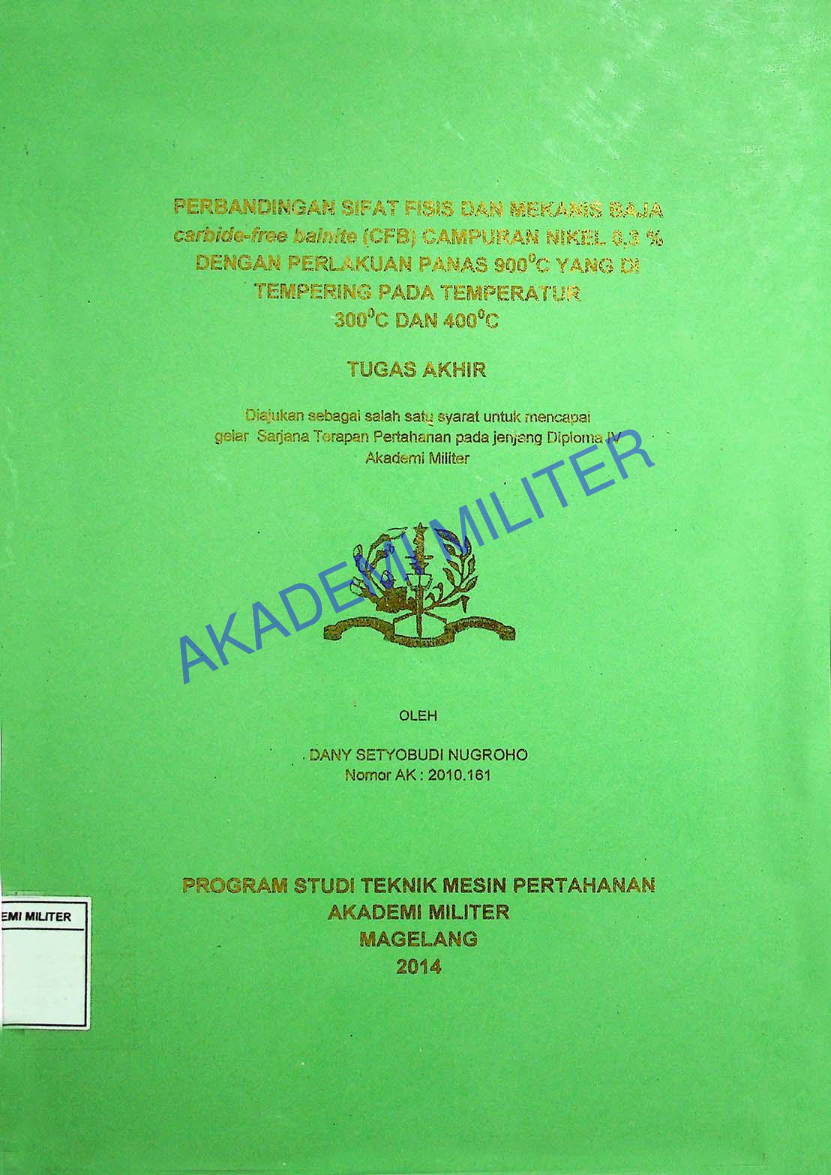 PERBANDINGAN SIFAT FISIS DAN MEKANIS BAJA
carbide-free bainite (CFB) CAMPURAN NIKEL 0,3 %
DENGAN PERLAKUAN PANAS 900⁰C YANG DI
TEMPERING PADA TEMPERATUR
300⁰C DAN 400⁰C
TUGAS AKHIR
Diajukan sebagai salah satu syarat untuk mencapai
gelar Sarjana Terapan Pertahanan pada jenjang Diploma IV
Akademi Militer
AKADEMI MILITER
OLEH
DANY SETYOBUDI NUGROHO
Nomor AK : 2010.161
PROGRAM STUDI TEKNIK MESIN PERTAHANAN
AKADEMI MILITER
MAGELANG
2014
EMI MILITER